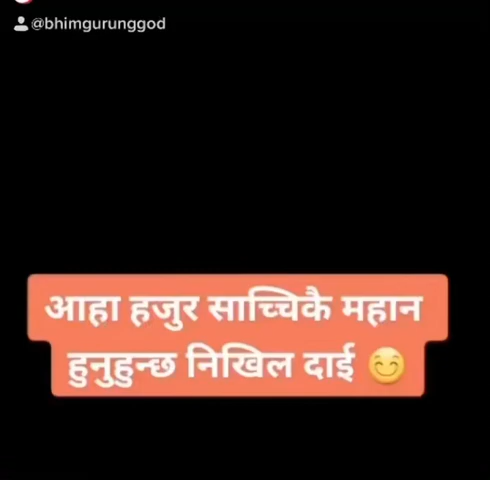 @bhimgurunggod
आहा हजुर साच्चिकै महान
हुनुहुन्छ निखिल दाई 😊